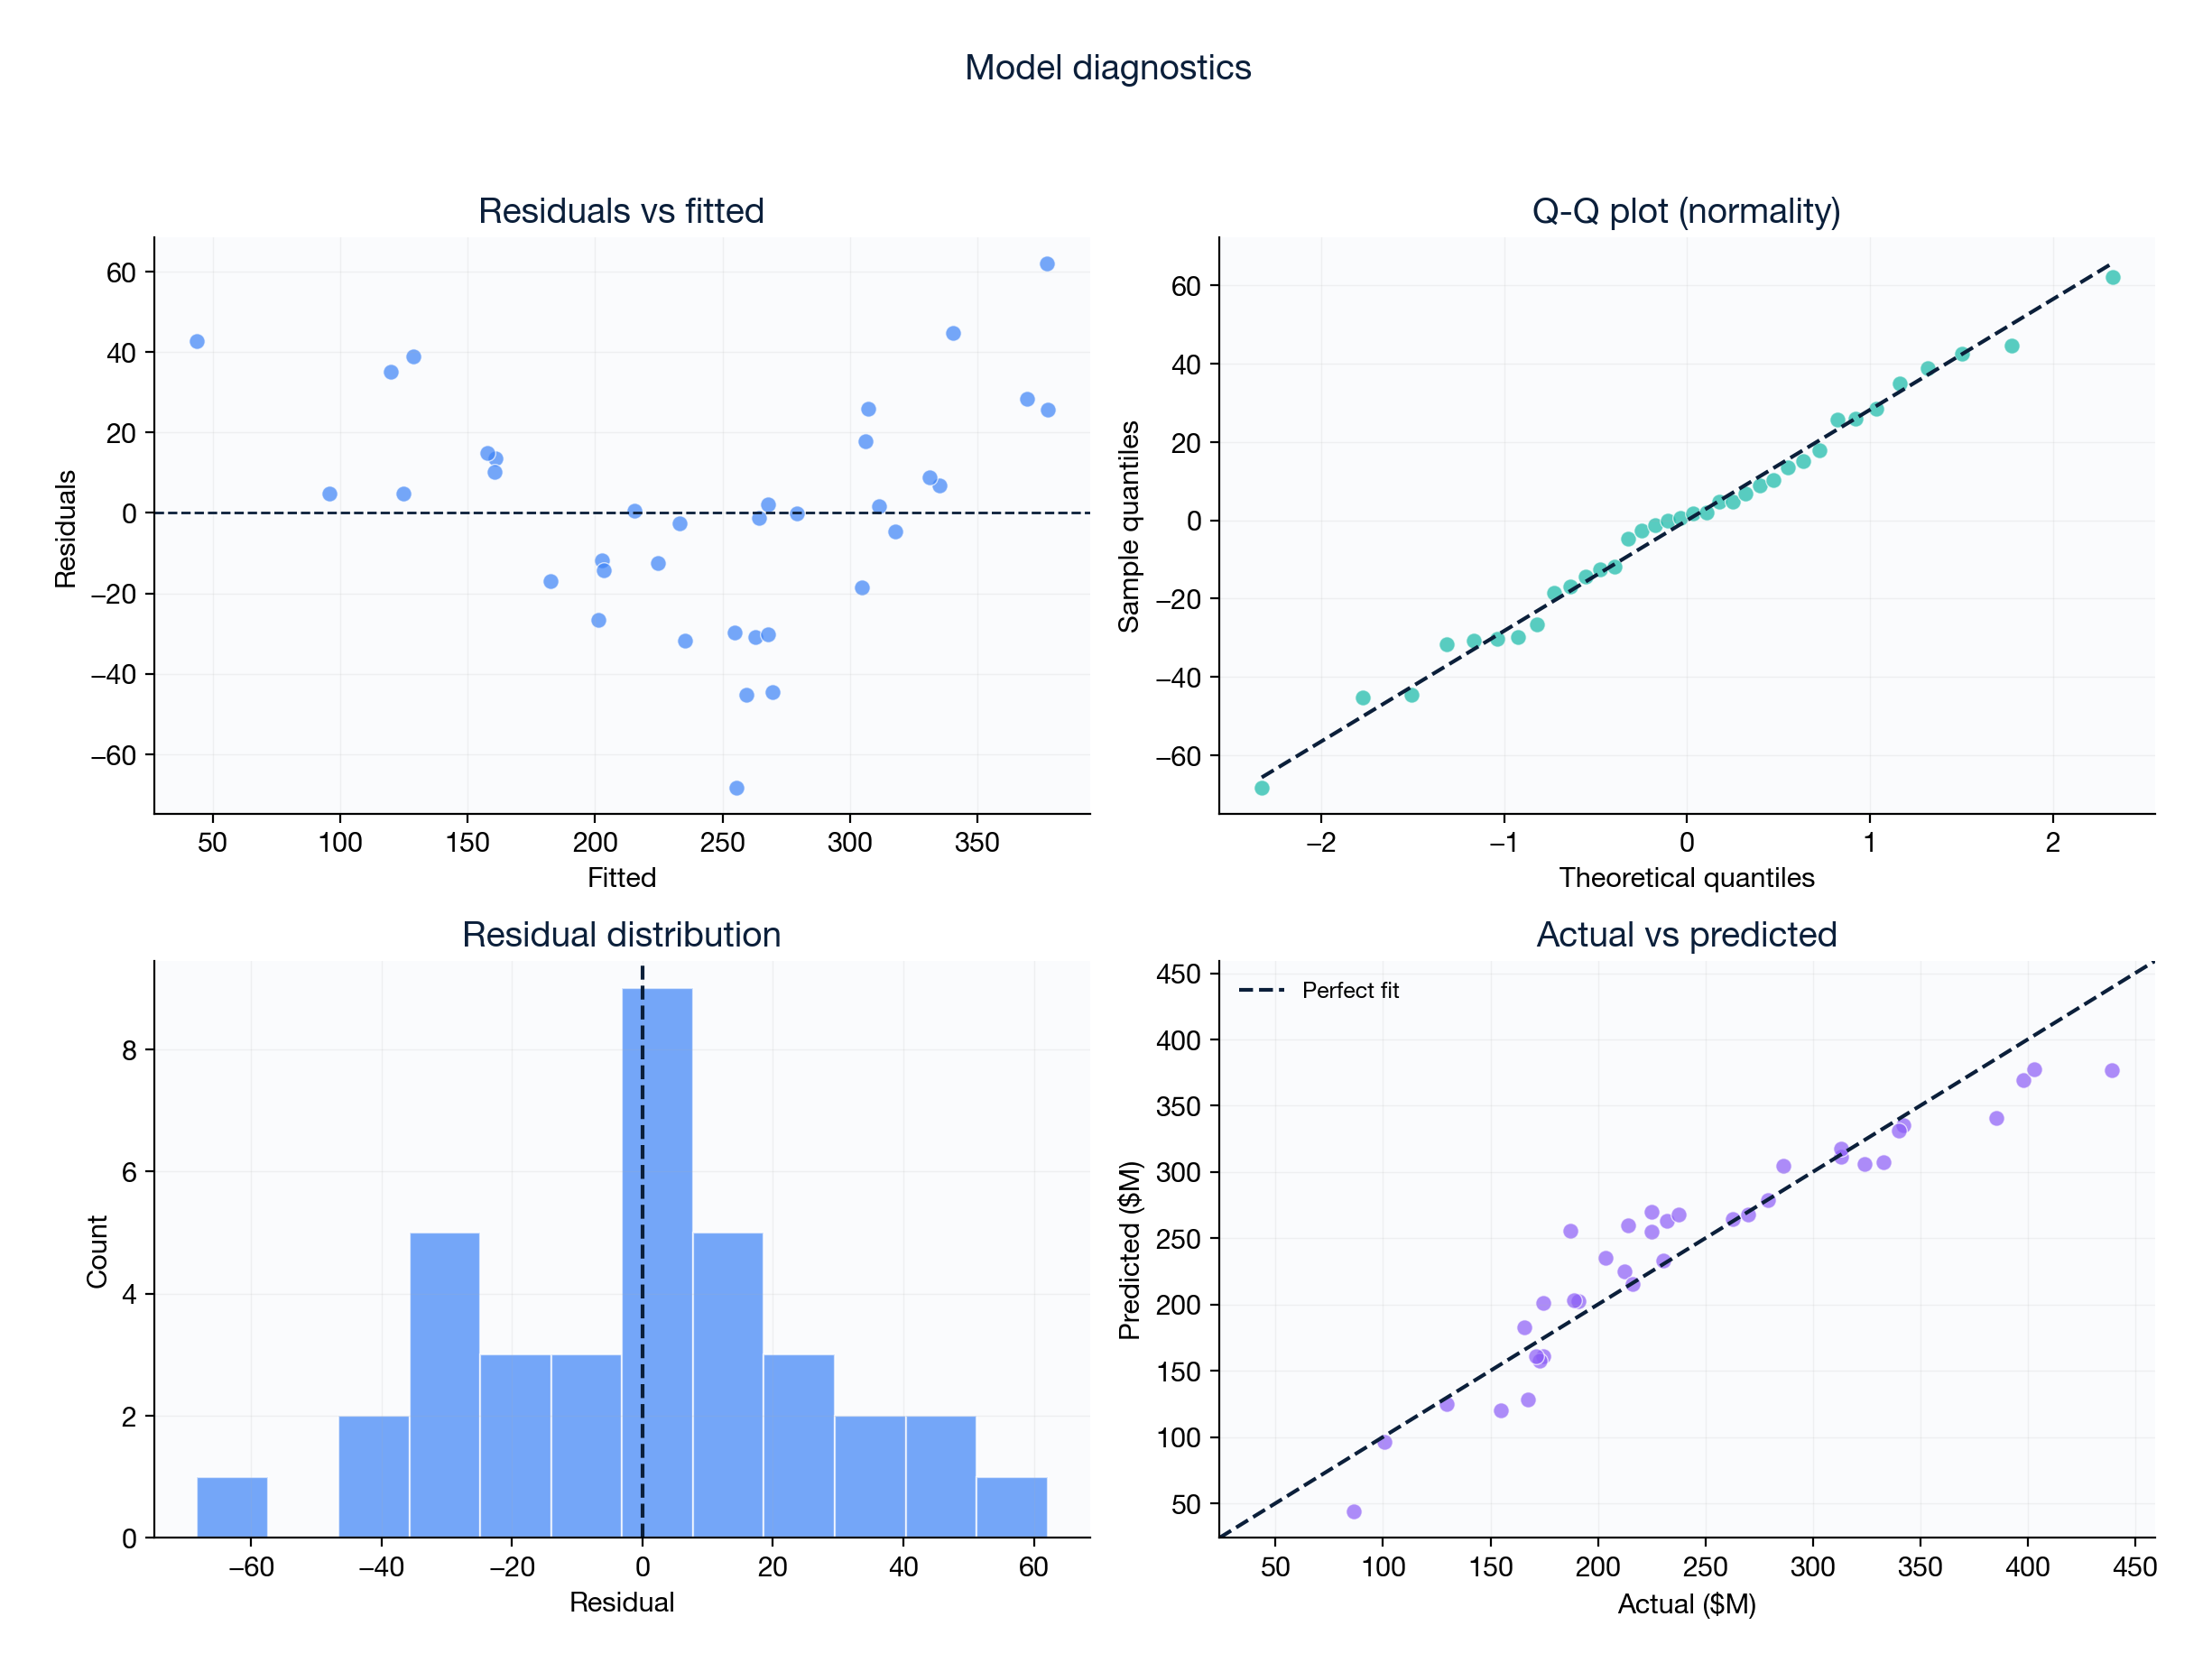 Model diagnostics
Residuals vs fitted
60
40
20
0
−20
−40
−60
Residuals
50 100 150 200 250 300 350
Fitted
Q-Q plot (normality)
60
40
20
0
−20
−40
−60
Sample quantiles
−2 −1 0 1 2
Theoretical quantiles
Residual distribution
8
6
4
2
0
Count
−60 −40 −20 0 20 40 60
Residual
Actual vs predicted
Perfect fit
450
400
350
300
250
200
150
100
50
Predicted ($M)
50 100 150 200 250 300 350 400 450
Actual ($M)